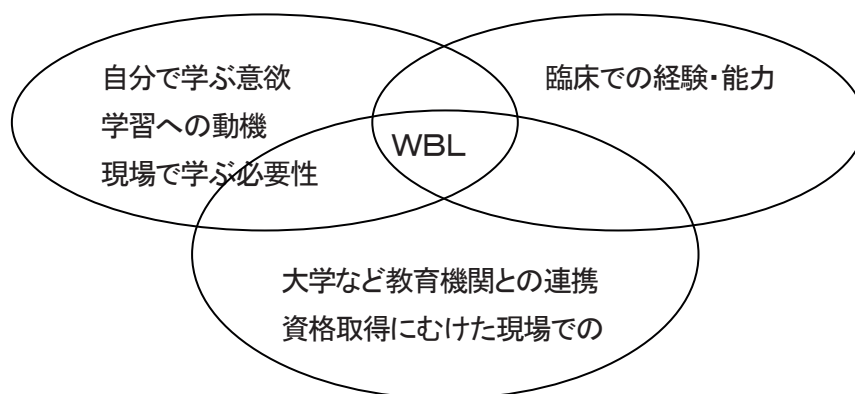 自分で学ぶ意欲
学習への動機
現場で学ぶ必要性
臨床での経験・能力
WBL
大学など教育機関との連携
資格取得にむけた現場での